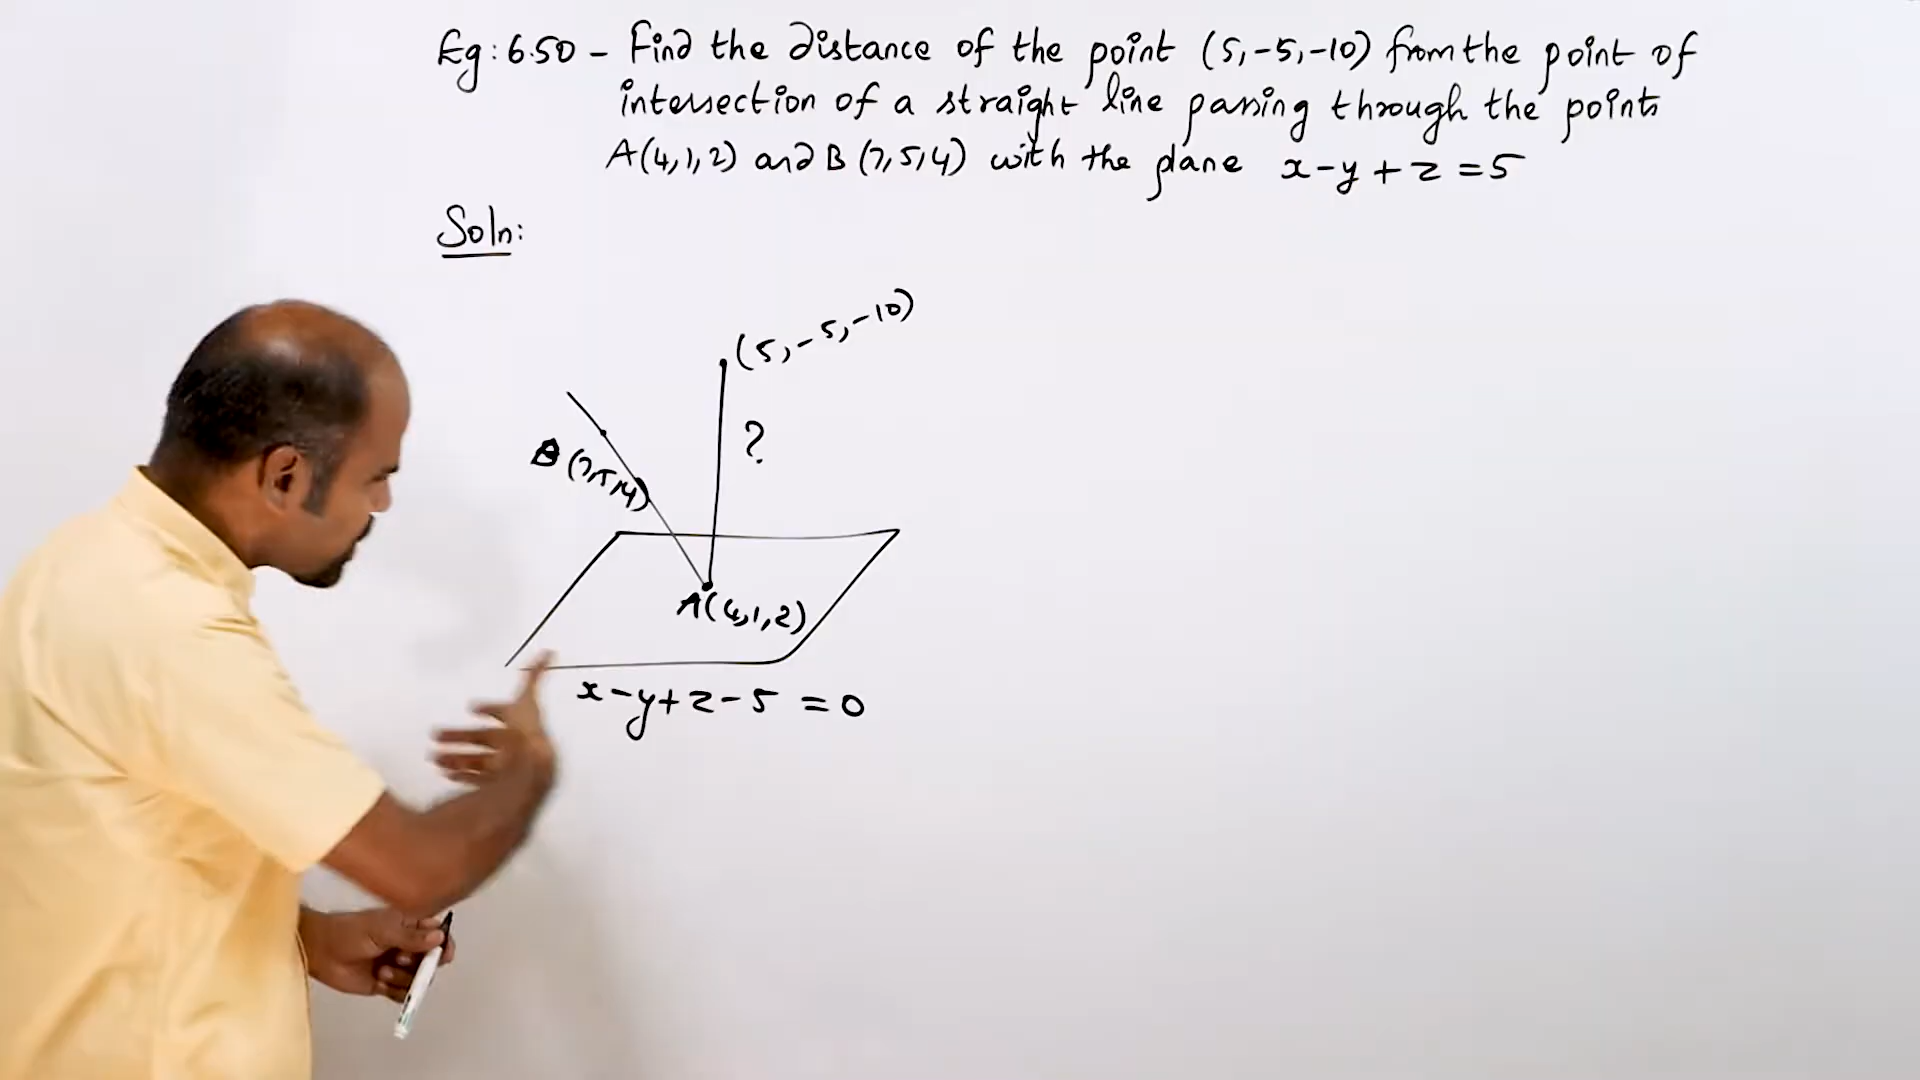 Eg: 6.50 - Find the distance of the point (5,-5,-10) from the point of
intersection of a straight line passing through the points
A(4,1,2) and B(7,5,4) with the plane x-y+z=5
Soln:
(5,-5,-10)
?
B(7,5,4)
A(4,1,2)
x-y+z-5=0